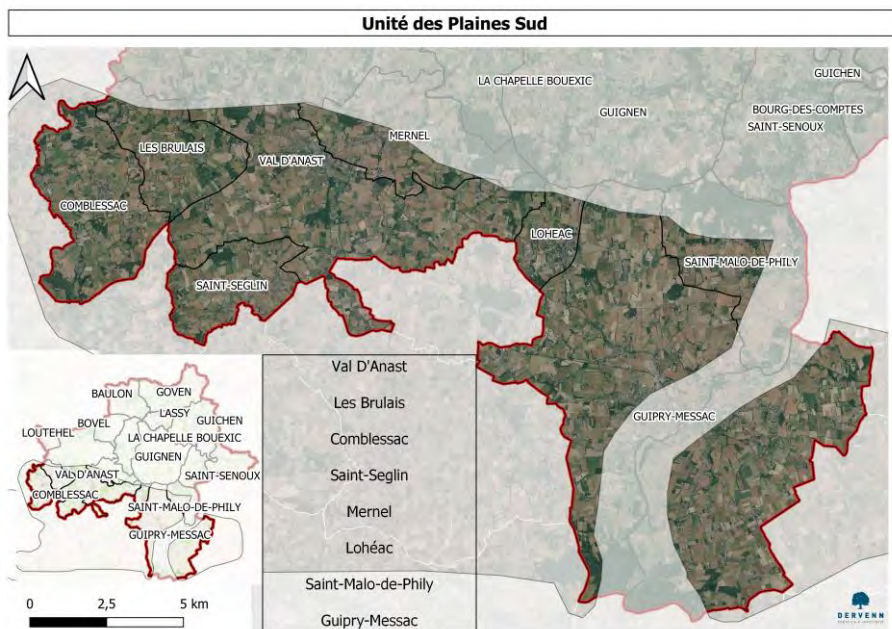 Unité des Plaines Sud
LA CHAPELLE BOUEXIC
GUICHEN
GUIGNEN
BOURG-DES-COMPTES
SAINT-SENOUX
MERNEL
LES BRULAIS
VAL D'ANAST
COMBLESSAC
LOHEAC
SAINT-MALO-DE-PHILY
SAINT-SEGLIN
GUIPRY-MESSAC
BAULON
GOVEN
LASSY
GUICHEN
BOVEL
LOUTEHEL
LA CHAPELLE BOUEXIC
GUIGNEN
VAL D'ANAST
SAINT-SENOUX
COMBLESSAC
SAINT-MALO-DE-PHILY
GUIPRY-MESSAC
0 2,5 5 km
Val D'Anast
Les Brulais
Comblessac
Saint-Seglin
Mernel
Lohéac
Saint-Malo-de-Phily
Guipry-Messac
DERVENN